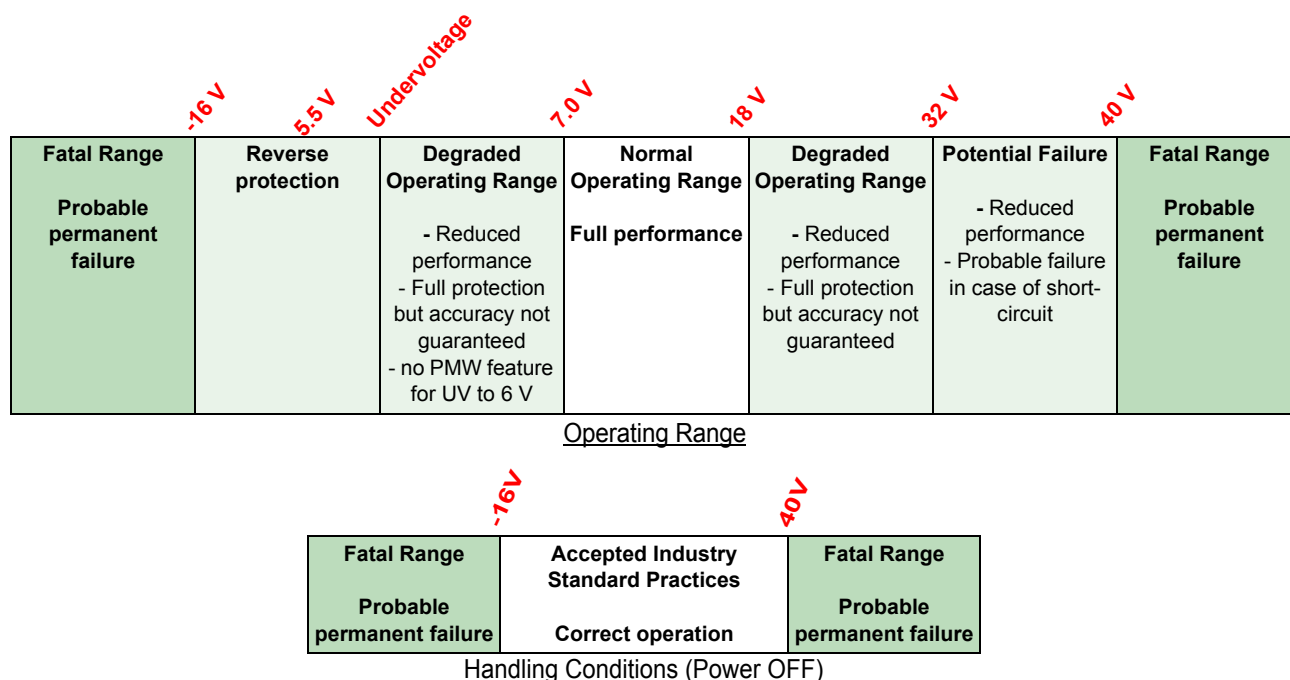 -16 V
5.5 V
Undervoltage
7.0 V
18 V
32 V
40 V
Fatal Range
Probable
permanent
failure
Reverse
protection
Degraded
Operating Range
- Reduced
performance
- Full protection
but accuracy not
guaranteed
- no PMW feature
for UV to 6 V
Normal
Operating Range
Full performance
Degraded
Operating Range
- Reduced
performance
- Full protection
but accuracy not
guaranteed
Potential Failure
- Reduced
performance
- Probable failure
in case of short-
circuit
Fatal Range
Probable
permanent
failure
Operating Range
-16V
40V
Fatal Range
Probable
permanent failure
Accepted Industry
Standard Practices
Correct operation
Fatal Range
Probable
permanent failure
Handling Conditions (Power OFF)